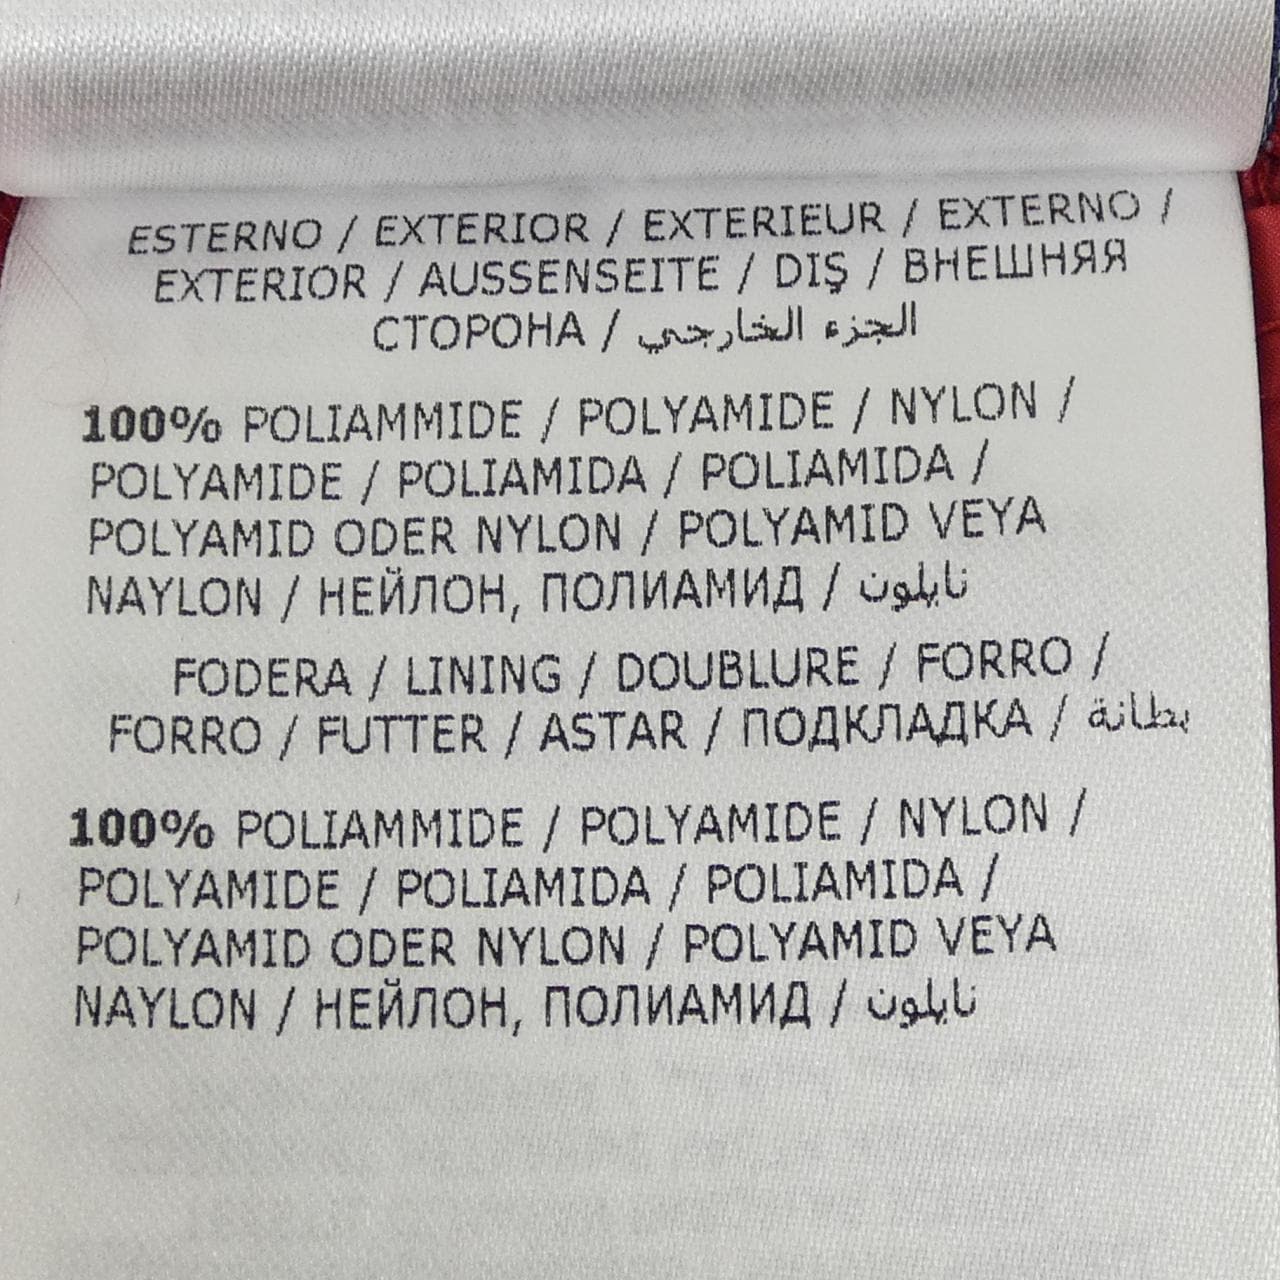 ESTERNO / EXTERIOR / EXTERIEUR / EXTERNO /
EXTERIOR / AUSSENSEITE / DIŞ / ВНЕШНЯЯ
СТОРОНА / الجزء الخارجي
100% POLIAMMIDE / POLYAMIDE / NYLON /
POLYAMIDE / POLIAMIDA / POLIAMIDA /
POLYAMID ODER NYLON / POLYAMID VEYA
NAYLON / НЕЙЛОН, ПОЛИАМИД / نايلون
FODERA / LINING / DOUBLURE / FORRO /
FORRO / FUTTER / ASTAR / ПОДКЛАДКА / بطانة
100% POLIAMMIDE / POLYAMIDE / NYLON /
POLYAMIDE / POLIAMIDA / POLIAMIDA /
POLYAMID ODER NYLON / POLYAMID VEYA
NAYLON / НЕЙЛОН, ПОЛИАМИД / نايلون